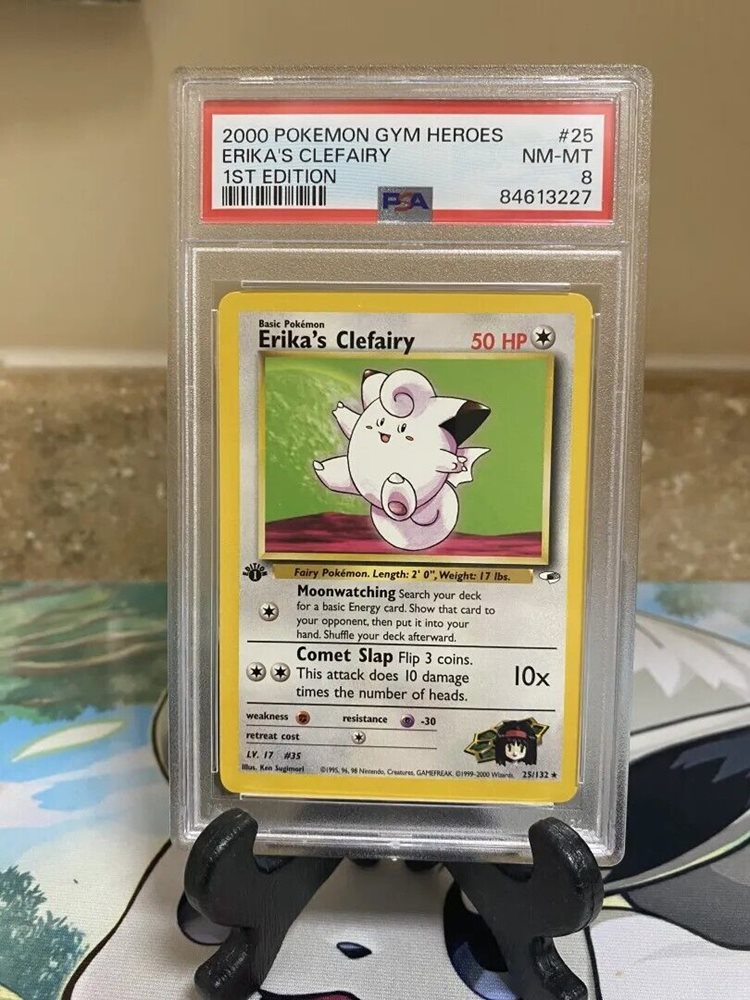 2000 POKEMON GYM HEROES #25
ERIKA'S CLEFAIRY NM-MT
1ST EDITION 8
PSA 84613227
Basic Pokémon
Erika's Clefairy 50 HP
EDITION 1
Fairy Pokémon. Length: 2' 0", Weight: 17 lbs.
Moonwatching Search your deck
for a basic Energy card. Show that card to
your opponent, then put it into your
hand. Shuffle your deck afterward.
Comet Slap Flip 3 coins.
This attack does 10 damage 10x
times the number of heads.
weakness resistance -30
retreat cost
LV. 17 #35
Illus. Ken Sugimori ©1995, 96, 98 Nintendo, Creatures, GAMEFREAK. ©1999-2000 Wizards. 25/132 ★